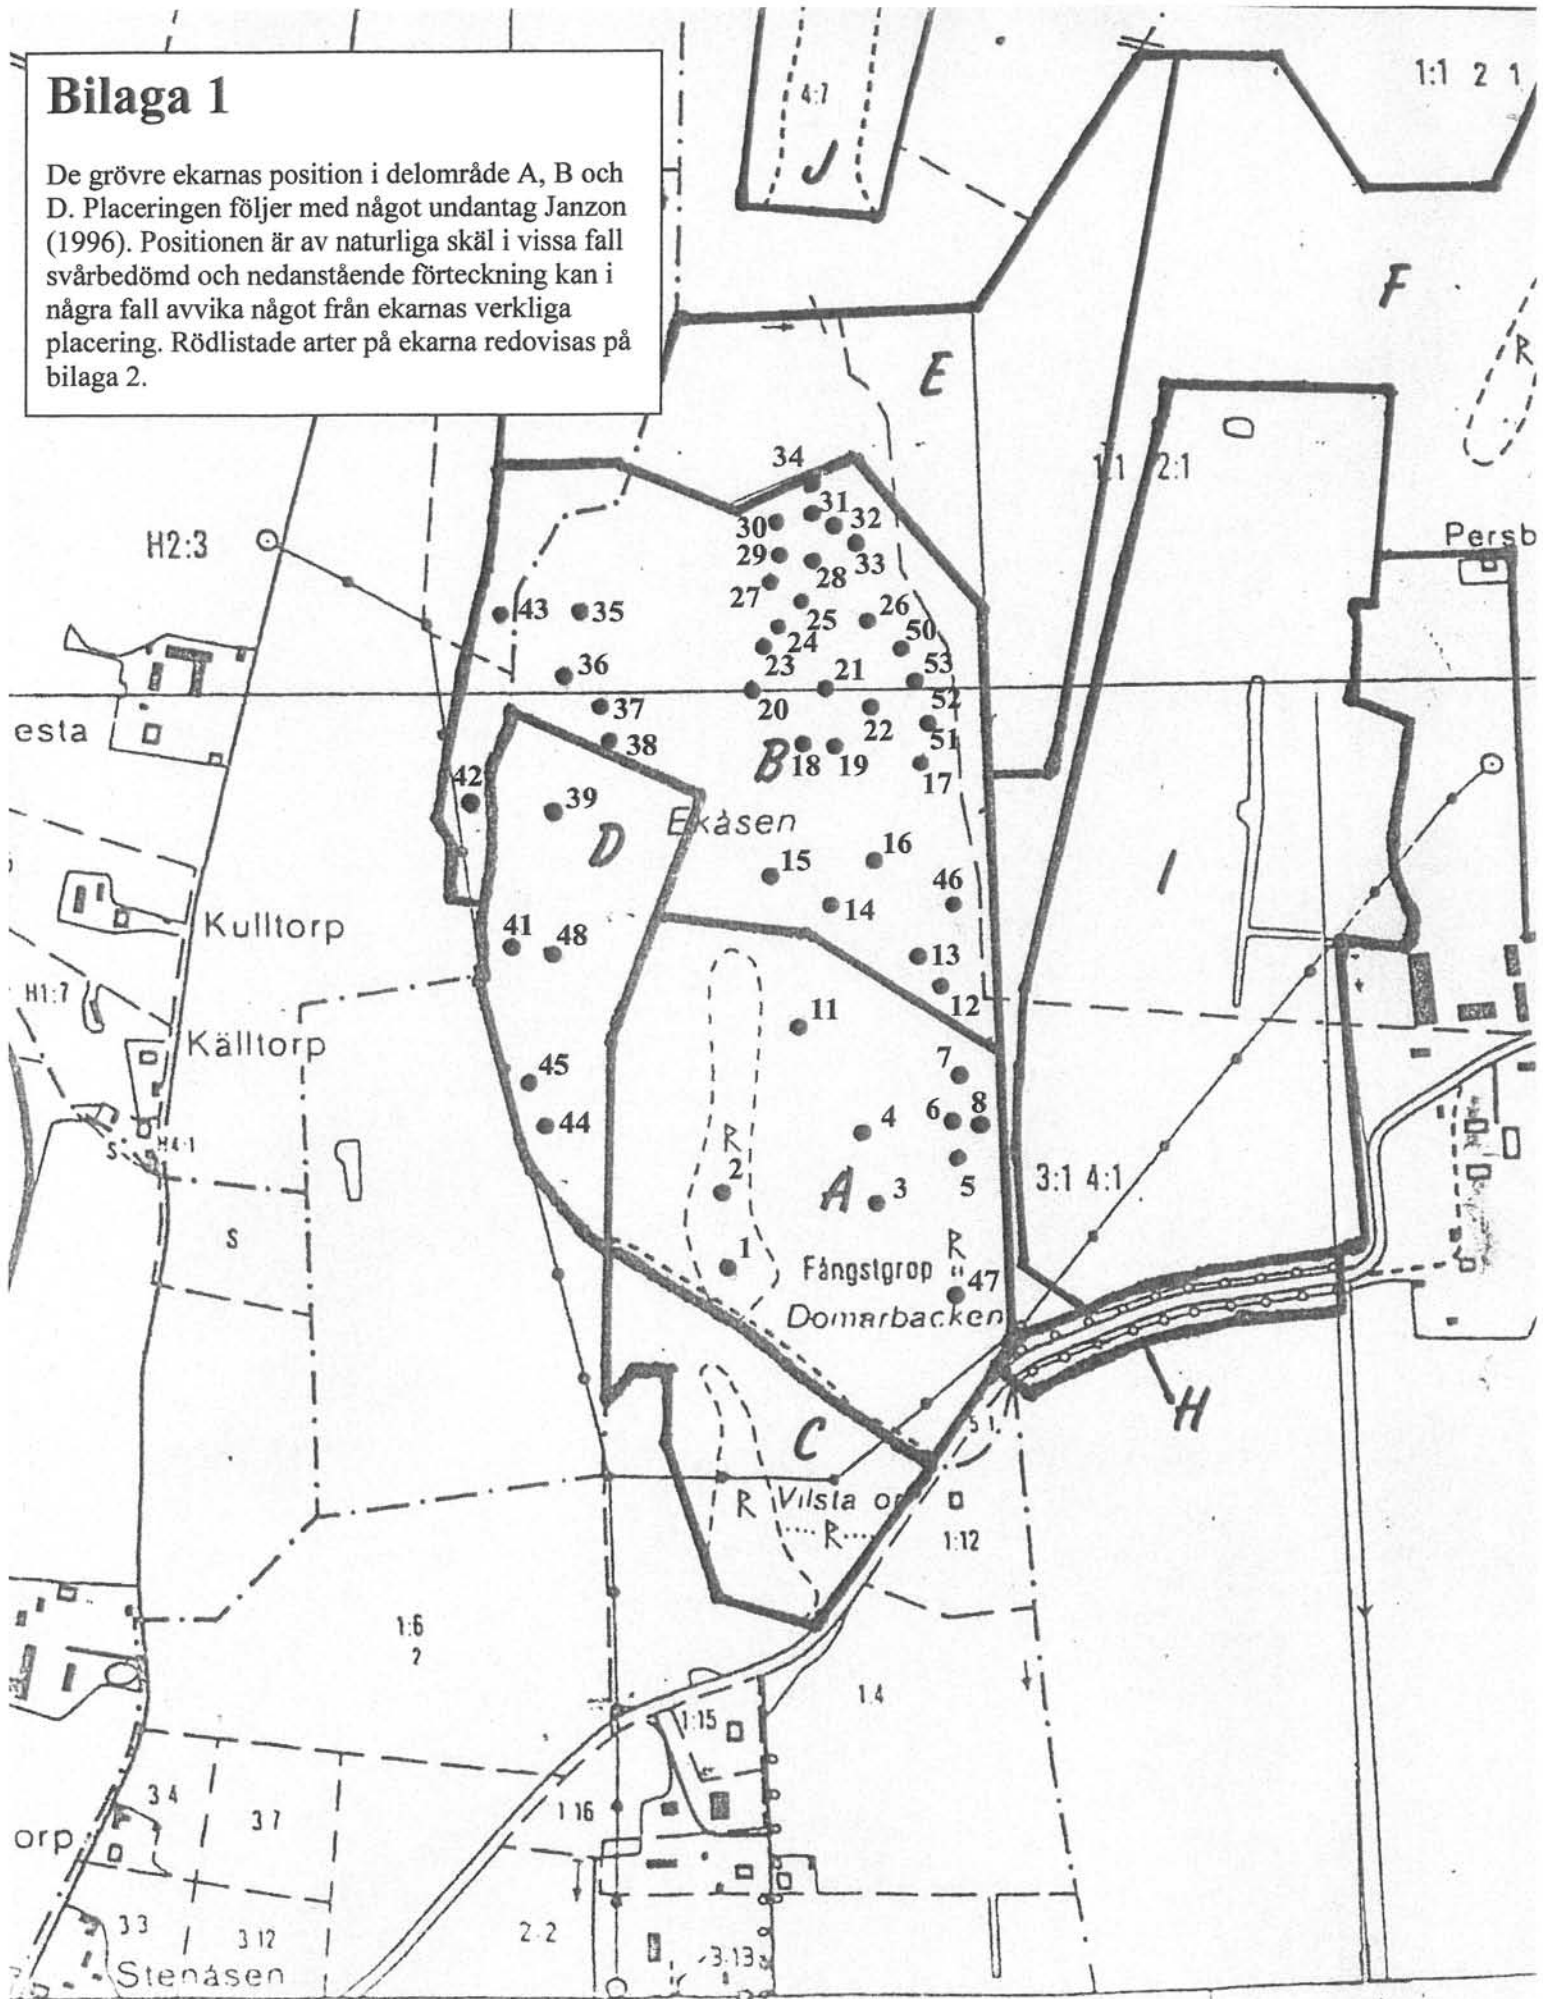 Bilaga 1
De grövre ekarnas position i delområde A, B och
D. Placeringen följer med något undantag Janzon
(1996). Positionen är av naturliga skäl i vissa fall
svårbedömd och nedanstående förteckning kan i
några fall avvika något från ekarnas verkliga
placering. Rödlistade arter på ekarna redovisas på
bilaga 2.
4:7
J
1:1 2 1
F
R
E
34
1:1 2:1
31
30 32
H2:3
Persb
29 33
28
27
43 35 25 26
24 50
23
36 21 53
37 20 52
esta
22
38 51
B 18 19
17
42
39
Ekåsen
D
16
15
I
46
14
Kulltorp
41 48
13
H1:7
12
11
Källtorp
7
45
6 8
4
44
R
S H4:1
2
5
3:1 4:1
A 3
S
R
1
Fångstgrop
47
Domarbacken
H
C
5
R Vilsta
R
1:12
1:6
2
1:4
1:15
3:4
3:7
1:16
orp
3:3
3:12
2:2
3:13
Stenåsen